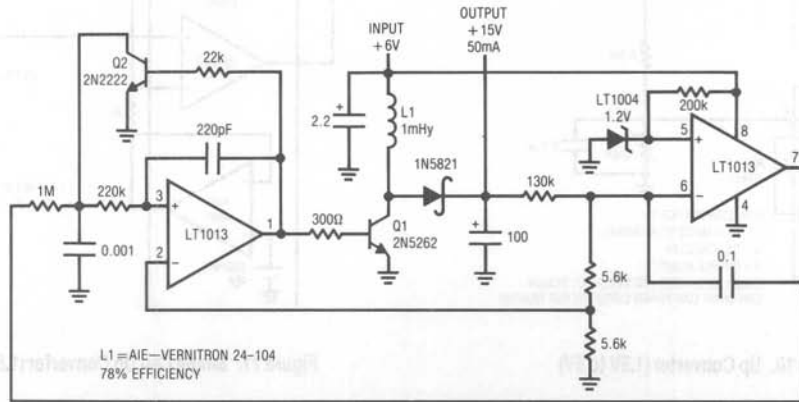 INPUT
+6V
OUTPUT
+15V
50mA
Q2
2N2222
22k
220pF
2.2
+
L1
1mHy
LT1004
1.2V
200k
1N5821
130k
5
+
8
LT1013
7
6
−
4
1M
220k
3
+
LT1013
1
2
−
0.001
300Ω
Q1
2N5262
+
100
5.6k
0.1
5.6k
L1=AIE—VERNITRON 24-104
78% EFFICIENCY